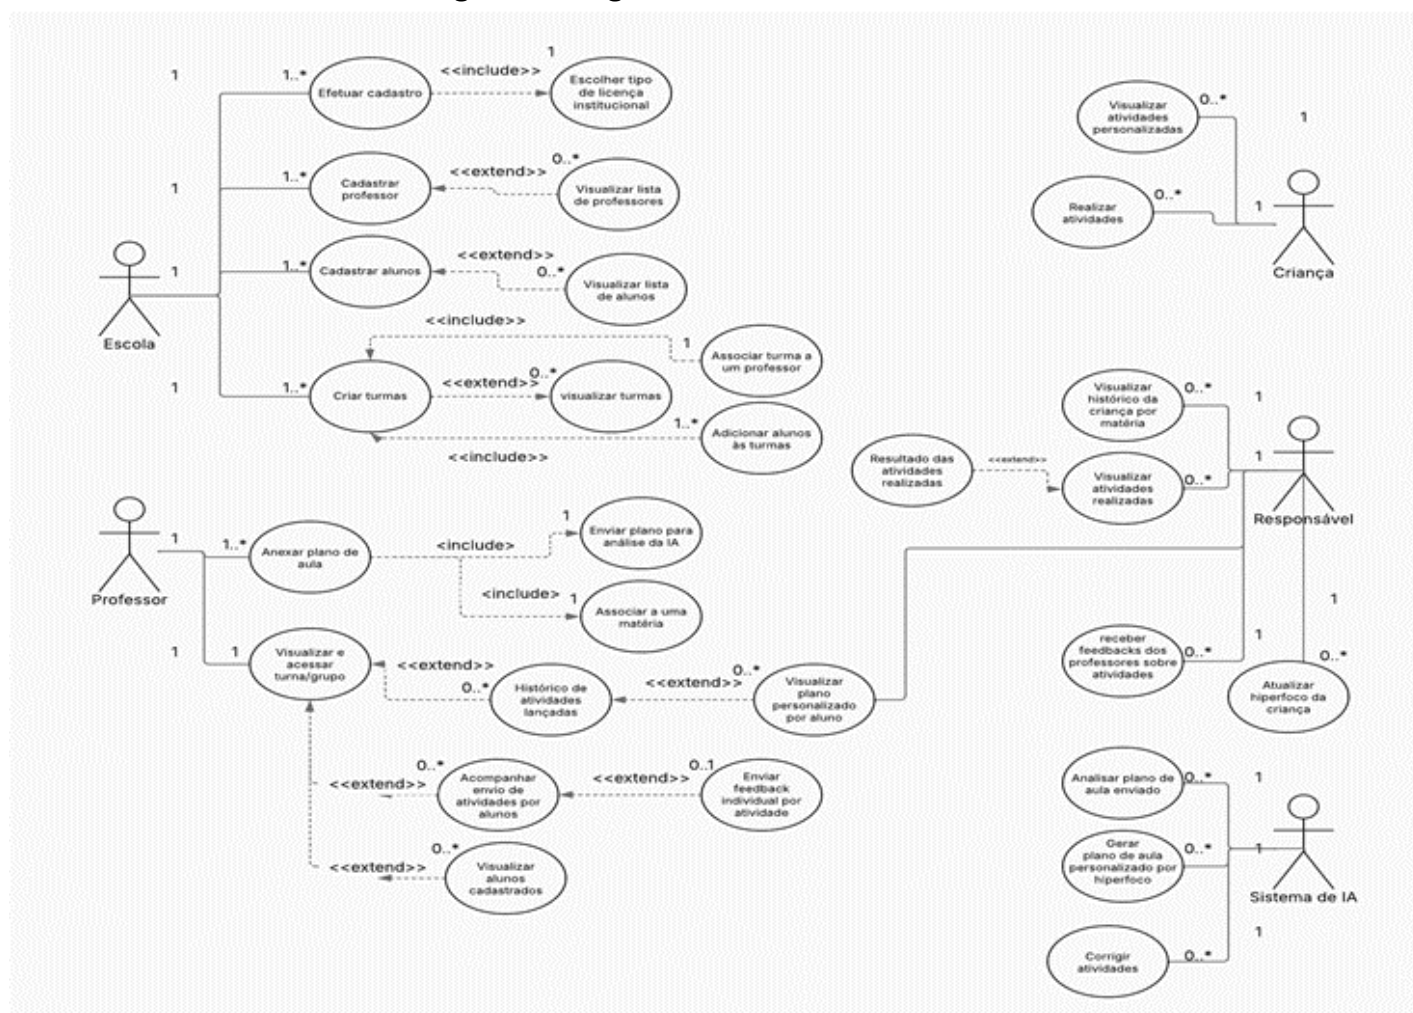 1
1
1..*
<<include>>
1
Efetuar cadastro
Escolher tipo
de licença
institucional
1
1..*
<<extend>>
0..*
Cadastrar
professor
Visualizar lista
de professores
1
1..*
<<extend>>
0..*
Cadastrar alunos
Visualizar lista
de alunos
Escola
<<include>>
1
Associar turma a
um professor
1
1..*
<<extend>>
0..*
Criar turmas
visualizar turmas
1..*
Adicionar alunos
às turmas
<<include>>
Visualizar
atividades
personalizadas
0..*
1
Realizar
atividades
0..*
1
Criança
Visualizar
histórico da
criança por
matéria
0..*
1
Resultado das
atividades
realizadas
<<extend>>
Visualizar
atividades
realizadas
0..*
1
Responsável
Professor
1
1..*
Anexar plano de
aula
<include>
1
Enviar plano para
análise da IA
<include>
1
Associar a uma
matéria
1
1
Visualizar e
acessar
turna/grupo
<<extend>>
0..*
Histórico de
atividades
lançadas
<<extend>>
0..*
Visualizar
plano
personalizado
por aluno
receber
feedbacks dos
professores sobre
atividades
0..*
1
1
0..*
Atualizar
hiperfoco da
criança
<<extend>>
0..*
Acompanhar
envio de
atividades por
alunos
<<extend>>
0..1
Enviar
feedback
individual por
atividade
<<extend>>
0..*
Visualizar
alunos
cadastrados
Analisar plano de
aula enviado
0..*
1
Gerar
plano de aula
personalizado por
hiperfoco
0..*
1
Sistema de IA
Corrigir
atividades
0..*
1